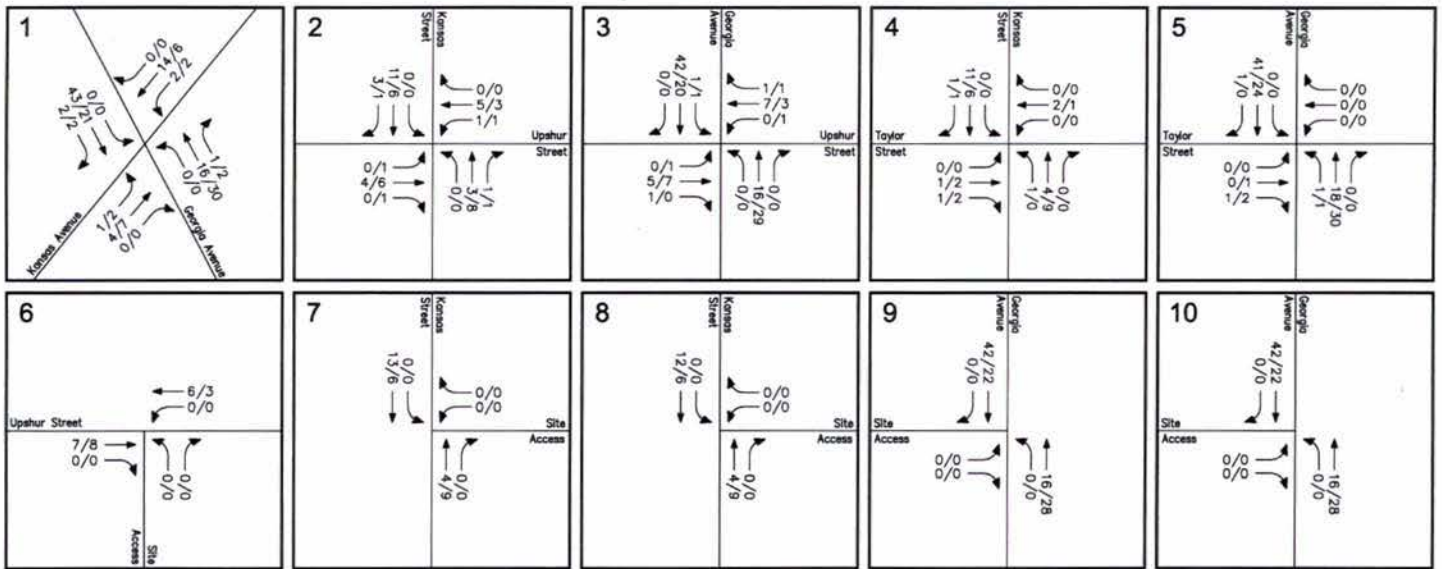 1
0/0
14/6
2/2
0/0
43/21
2/2
1/2
16/30
0/0
1/2
4/7
0/0
Kansas Avenue
Georgia Avenue
2
Kansas
Street
0/0
11/6
3/1
0/0
5/3
1/1
Upshur
Street
0/1
4/6
0/1
1/1
3/8
0/0
3
Georgia
Avenue
1/1
42/20
0/0
1/1
7/3
0/1
Upshur
Street
0/1
5/7
1/0
0/0
16/29
0/0
4
Kansas
Street
0/0
11/6
1/1
0/0
2/1
0/0
Taylor
Street
0/0
1/2
1/2
0/0
4/9
1/0
5
Georgia
Avenue
0/0
41/24
1/0
0/0
0/0
0/0
Taylor
Street
0/0
0/1
1/2
0/0
18/30
1/1
6
6/3
0/0
Upshur Street
7/8
0/0
0/0
0/0
Site
Access
7
Kansas
Street
0/0
13/6
0/0
0/0
Site
Access
0/0
4/9
8
Kansas
Street
0/0
12/6
0/0
0/0
Site
Access
0/0
4/9
9
Georgia
Avenue
42/22
0/0
Site
Access
0/0
0/0
16/28
0/0
10
Georgia
Avenue
42/22
0/0
Site
Access
0/0
0/0
16/28
0/0